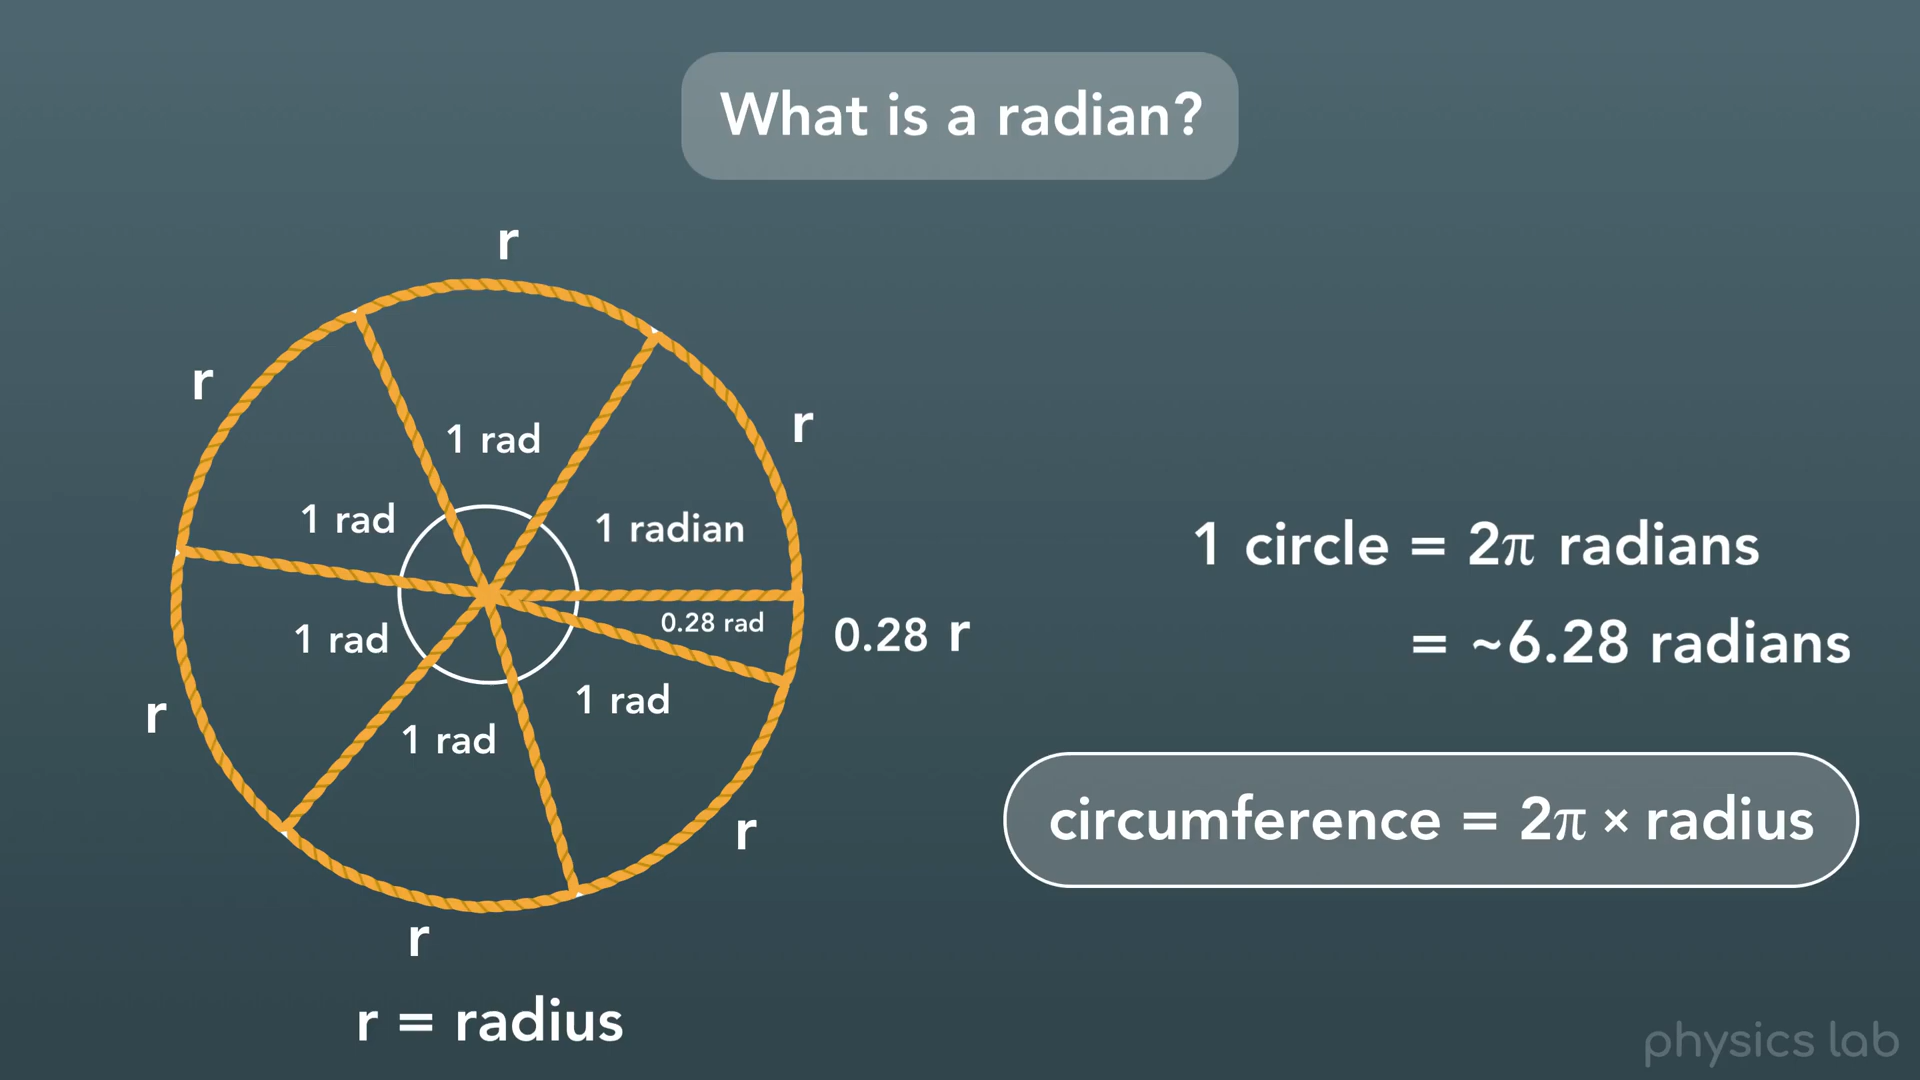 What is a radian?
r
r
r
1 rad
1 rad
1 radian
0.28 rad
0.28 r
1 rad
1 rad
1 rad
r
r
r
r = radius
1 circle = 2π radians
= ~6.28 radians
circumference = 2π × radius
physics lab